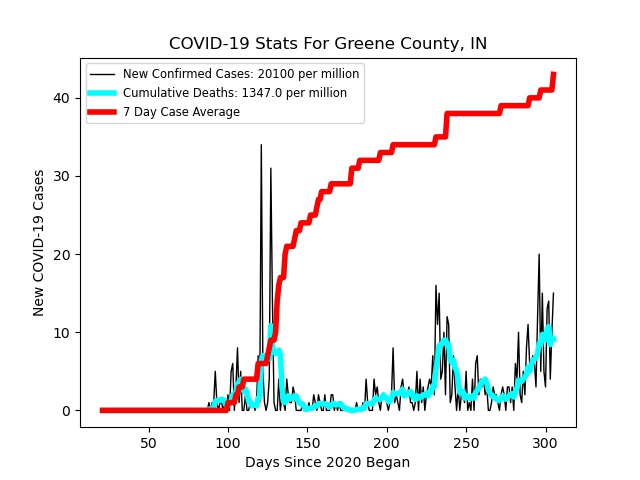 COVID-19 Stats For Greene County, IN
New Confirmed Cases: 20100 per million
Cumulative Deaths: 1347.0 per million
7 Day Case Average
New COVID-19 Cases
40
30
20
10
0
50
100
150
200
250
300
Days Since 2020 Began